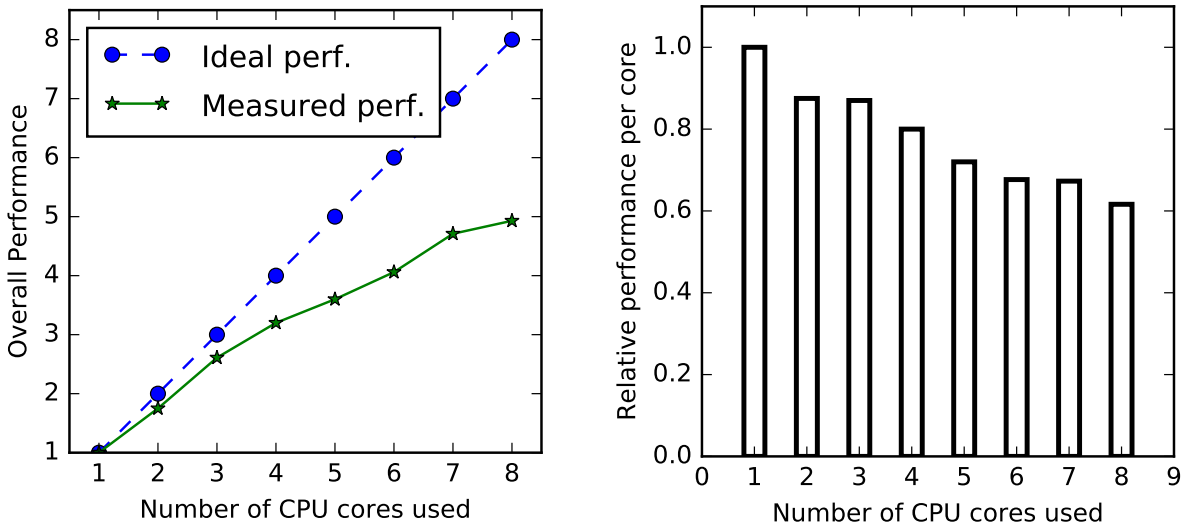 8
7
6
5
4
3
2
1
Overall Performance
Ideal perf.
Measured perf.
1 2 3 4 5 6 7 8
Number of CPU cores used
1.0
0.8
0.6
0.4
0.2
0.0
Relative performance per core
0 1 2 3 4 5 6 7 8 9
Number of CPU cores used